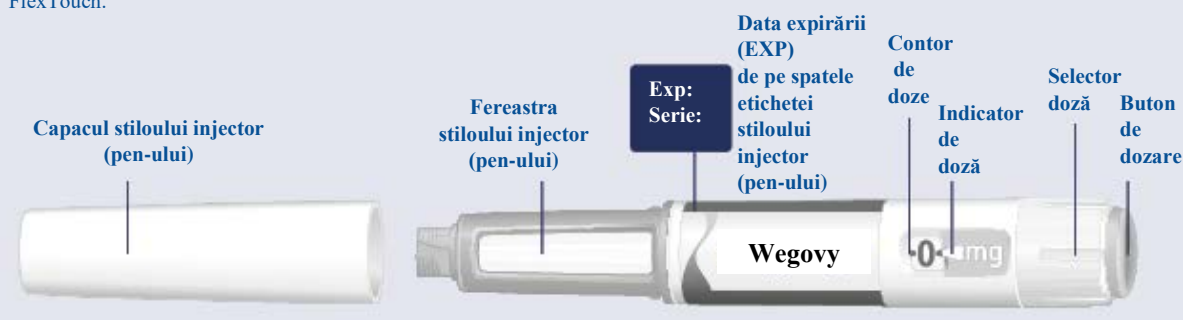 FlexTouch.
Capacul stiloului injector
(pen-ului)
Fereastra
stiloului injector
(pen-ului)
Exp:
Serie:
Data expirării
(EXP)
de pe spatele
etichetei
stiloului
injector
(pen-ului)
Contor
de
doze
Indicator
de
doză
Selector
doză
Buton
de
dozare
Wegovy
0
mg